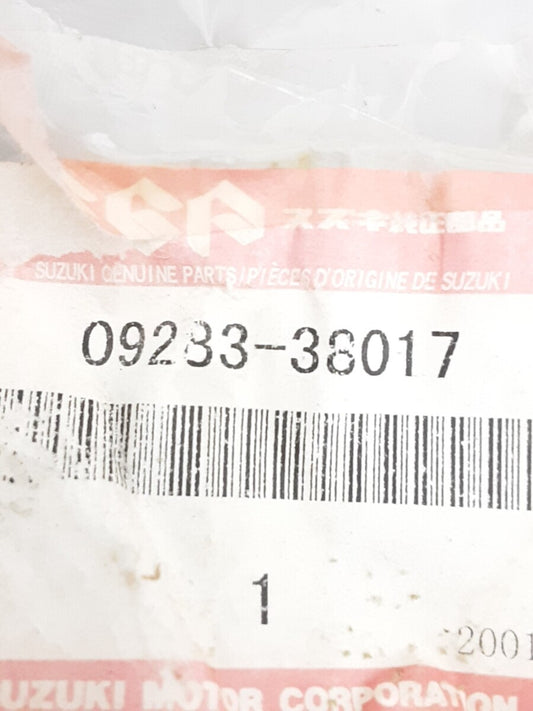 スズキ純正部品
SUZUKI GENUINE PARTS/PIÈCES D'ORIGINE DE SUZUKI
09283-38017
1
2001
SUZUKI MOTOR CORPORATION